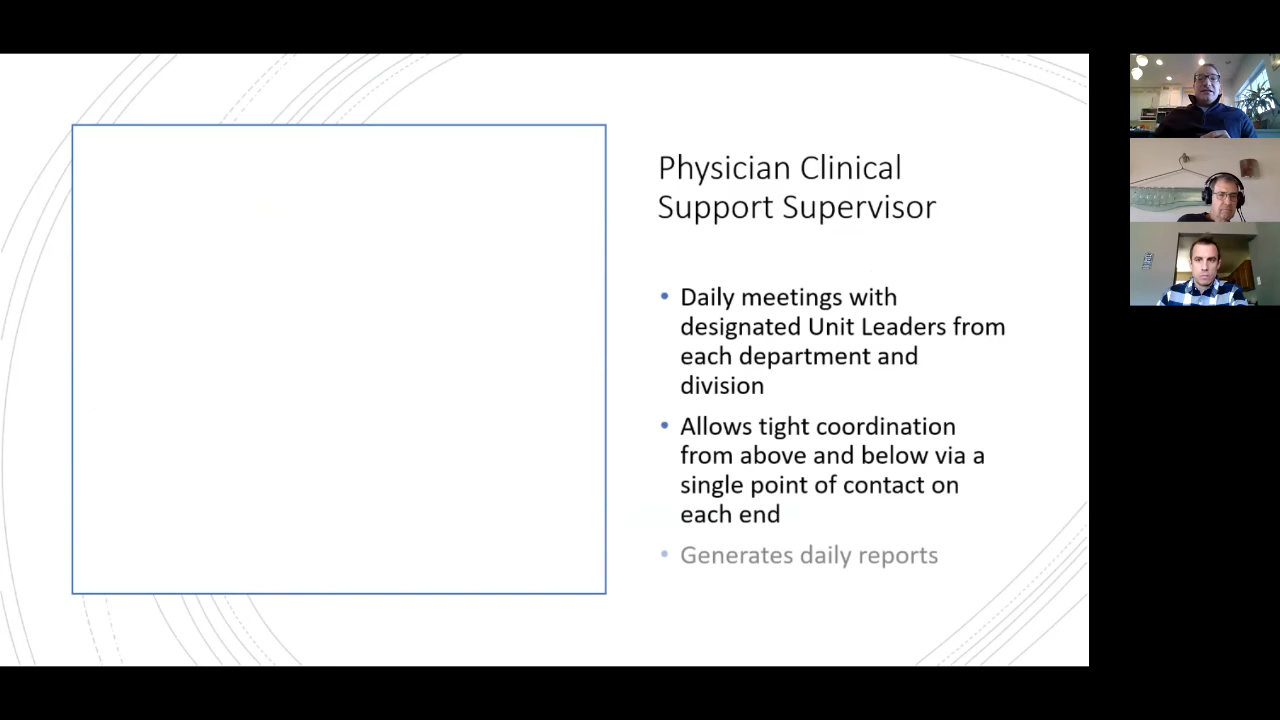 Physician Clinical
Support Supervisor
• Daily meetings with
designated Unit Leaders from
each department and
division
• Allows tight coordination
from above and below via a
single point of contact on
each end
• Generates daily reports